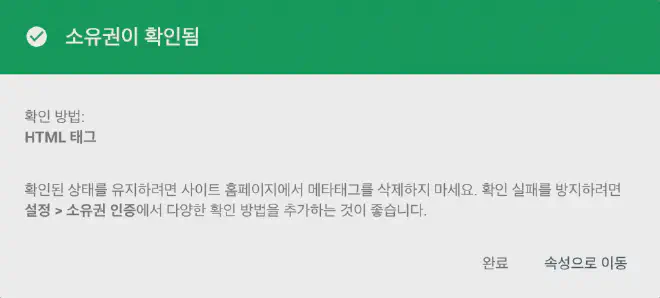 소유권이 확인됨
확인 방법:
HTML 태그
확인된 상태를 유지하려면 사이트 홈페이지에서 메타태그를 삭제하지 마세요. 확인 실패를 방지하려면
설정 > 소유권 인증에서 다양한 확인 방법을 추가하는 것이 좋습니다.
완료 속성으로 이동